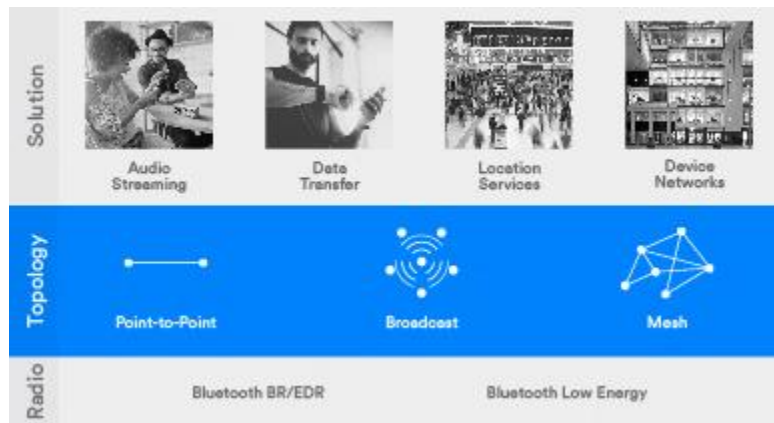 Solution
Audio
Streaming
Data
Transfer
Location
Services
Device
Networks
Topology
Point-to-Point
Broadcast
Mesh
Radio
Bluetooth BR/EDR
Bluetooth Low Energy